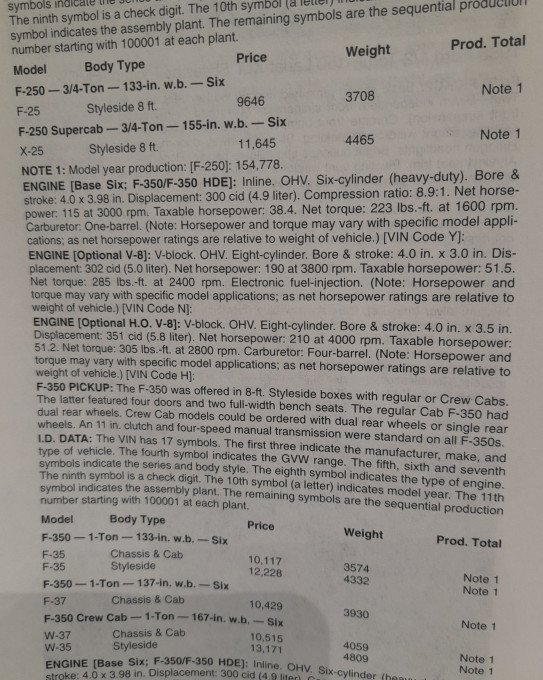 symbols indicate the
The ninth symbol is a check digit. The 10th symbol (a letter)
symbol indicates the assembly plant. The remaining symbols are the sequential production
number starting with 100001 at each plant.
Model Body Type Price Weight Prod. Total
F-250 — 3/4-Ton — 133-in. w.b. — Six
F-25 Styleside 8 ft. 9646 3708 Note 1
F-250 Supercab — 3/4-Ton — 155-in. w.b. — Six
X-25 Styleside 8 ft. 11,645 4465 Note 1
NOTE 1: Model year production: [F-250]: 154,778.
ENGINE [Base Six; F-350/F-350 HDE]: Inline. OHV. Six-cylinder (heavy-duty). Bore &
stroke: 4.0 x 3.98 in. Displacement: 300 cid (4.9 liter). Compression ratio: 8.9:1. Net horse-
power: 115 at 3000 rpm. Taxable horsepower: 38.4. Net torque: 223 lbs.-ft. at 1600 rpm.
Carburetor: One-barrel. (Note: Horsepower and torque may vary with specific model appli-
cations; as net horsepower ratings are relative to weight of vehicle.) [VIN Code Y]:
ENGINE [Optional V-8]: V-block. OHV. Eight-cylinder. Bore & stroke: 4.0 in. x 3.0 in. Dis-
placement: 302 cid (5.0 liter). Net horsepower: 190 at 3800 rpm. Taxable horsepower: 51.5.
Net torque: 285 lbs.-ft. at 2400 rpm. Electronic fuel-injection. (Note: Horsepower and
torque may vary with specific model applications; as net horsepower ratings are relative to
weight of vehicle.) [VIN Code N]:
ENGINE [Optional H.O. V-8]: V-block. OHV. Eight-cylinder. Bore & stroke: 4.0 in. x 3.5 in.
Displacement: 351 cid (5.8 liter). Net horsepower: 210 at 4000 rpm. Taxable horsepower:
51.2. Net torque: 305 lbs.-ft. at 2800 rpm. Carburetor: Four-barrel. (Note: Horsepower and
torque may vary with specific model applications; as net horsepower ratings are relative to
weight of vehicle.) [VIN Code H]:
F-350 PICKUP: The F-350 was offered in 8-ft. Styleside boxes with regular or Crew Cabs.
The latter featured four doors and two full-width bench seats. The regular Cab F-350 had
dual rear wheels. Crew Cab models could be ordered with dual rear wheels or single rear
wheels. An 11 in. clutch and four-speed manual transmission were standard on all F-350s.
I.D. DATA: The VIN has 17 symbols. The first three indicate the manufacturer, make, and
type of vehicle. The fourth symbol indicates the GVW range. The fifth, sixth and seventh
symbols indicate the series and body style. The eighth symbol indicates the type of engine.
The ninth symbol is a check digit. The 10th symbol (a letter) indicates model year. The 11th
symbol indicates the assembly plant. The remaining symbols are the sequential production
number starting with 100001 at each plant.
Model Body Type Price Weight Prod. Total
F-350 — 1-Ton — 133-in. w.b. — Six
F-35 Chassis & Cab 10,117 3574 Note 1
F-35 Styleside 12,228 4332 Note 1
F-350 — 1-Ton — 137-in. w.b. — Six
F-37 Chassis & Cab 10,429 3930 Note 1
F-350 Crew Cab — 1-Ton — 167-in. w.b. — Six
W-37 Chassis & Cab 10,515 4059 Note 1
W-35 Styleside 13,171 4809 Note 1
ENGINE [Base Six; F-350/F-350 HDE]: Inline. OHV. Six-cylinder
stroke: 4.0 x 3.98 in. Displacement: 300 cid (4.9 liter).